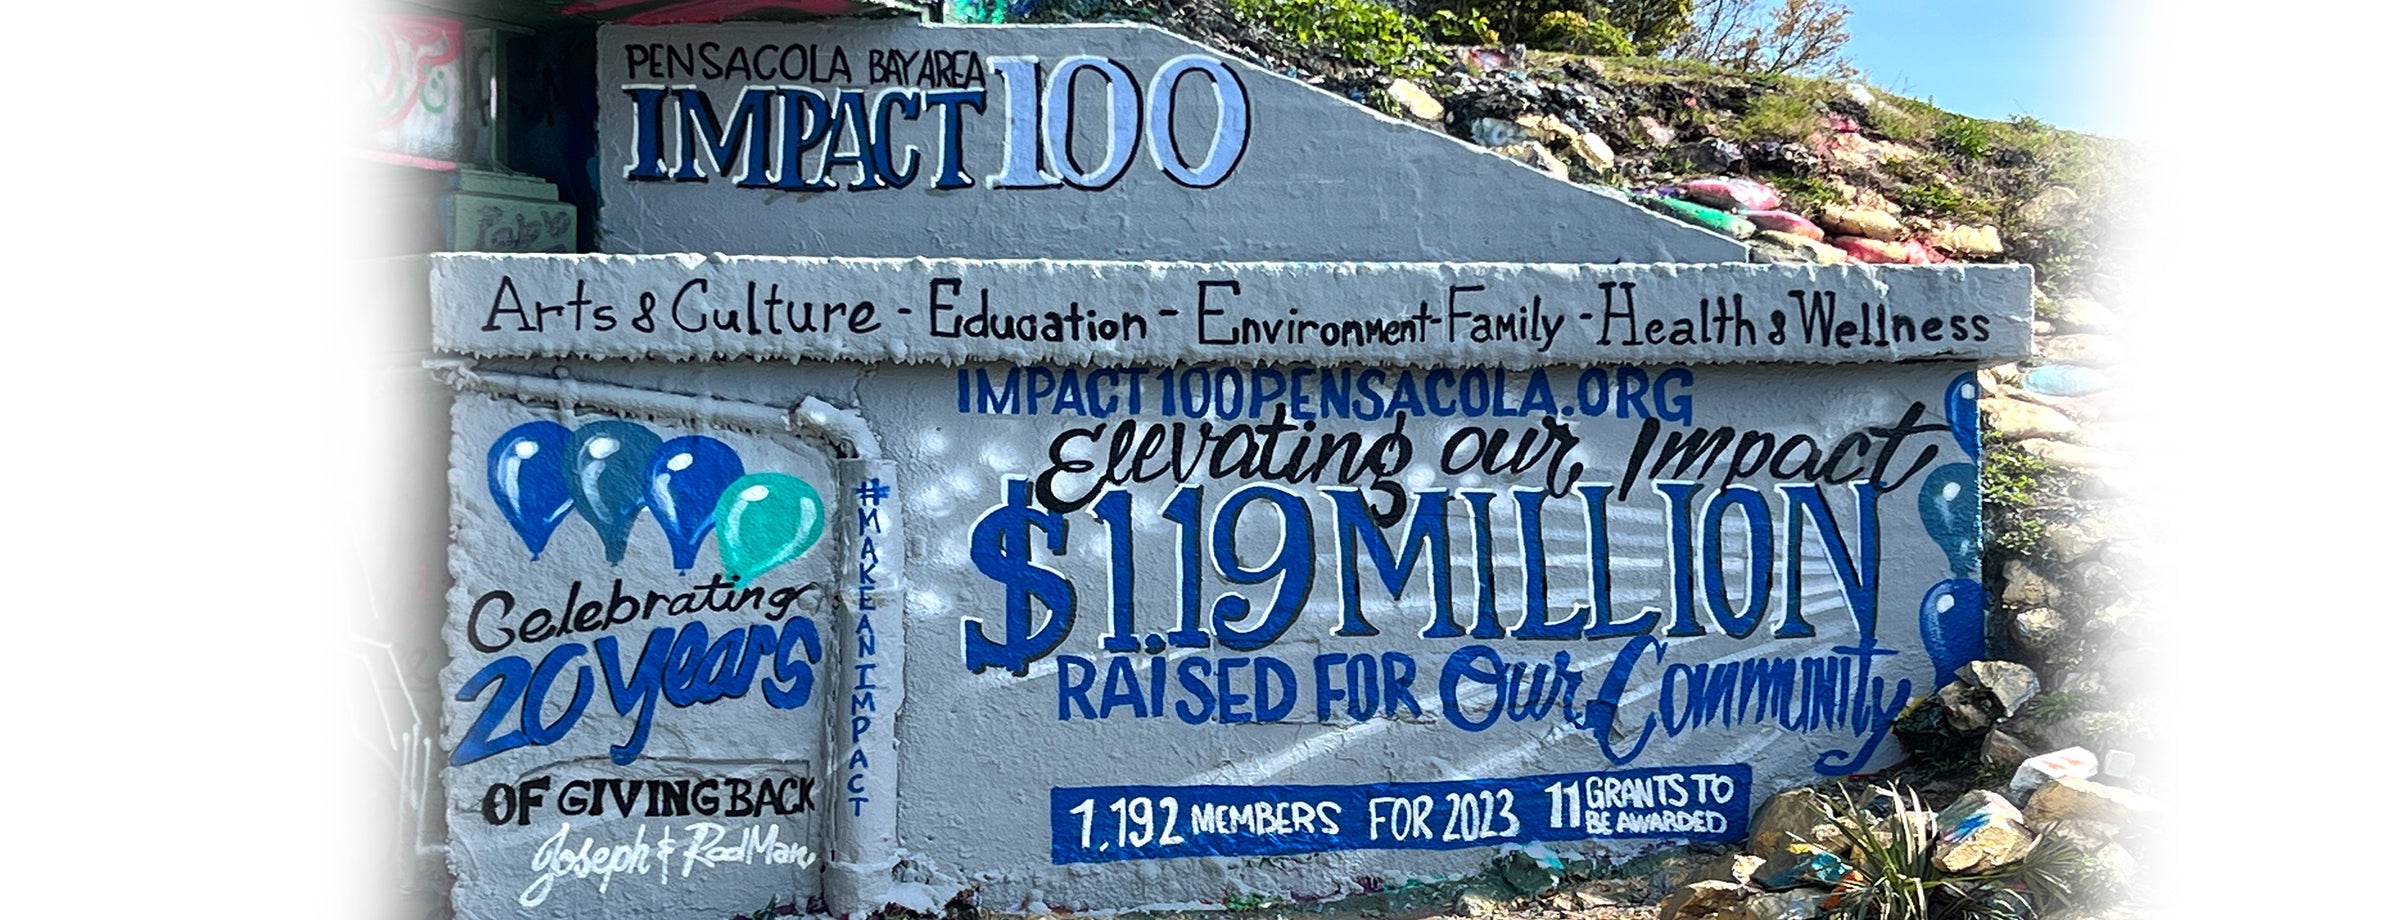 PENSACOLA BAY AREA
IMPACT 100
Arts & Culture - Education - Environment - Family - Health & Wellness
IMPACT100PENSACOLA.ORG
Elevating our Impact
$1.19 MILLION
RAISED FOR Our Community
1,192 MEMBERS FOR 2023 11 GRANTS TO
BE AWARDED
Celebrating
20 Years
OF GIVING BACK
Joseph & RodMan
#MAKEANIMPACT